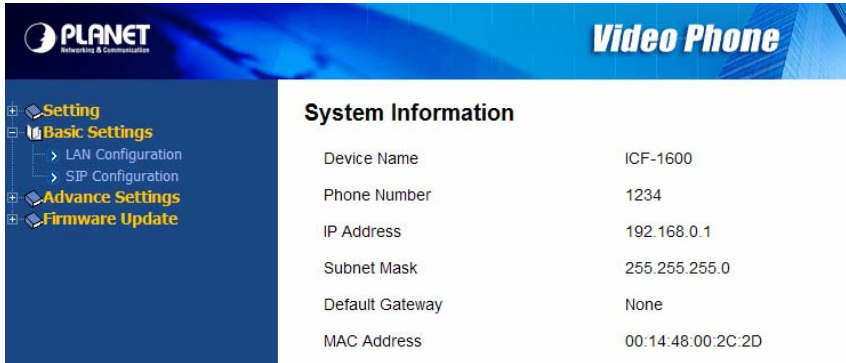 PLANET
Networking & Communication
Video Phone
Setting
Basic Settings
LAN Configuration
SIP Configuration
Advance Settings
Firmware Update
System Information
Device Name ICF-1600
Phone Number 1234
IP Address 192.168.0.1
Subnet Mask 255.255.255.0
Default Gateway None
MAC Address 00:14:48:00:2C:2D